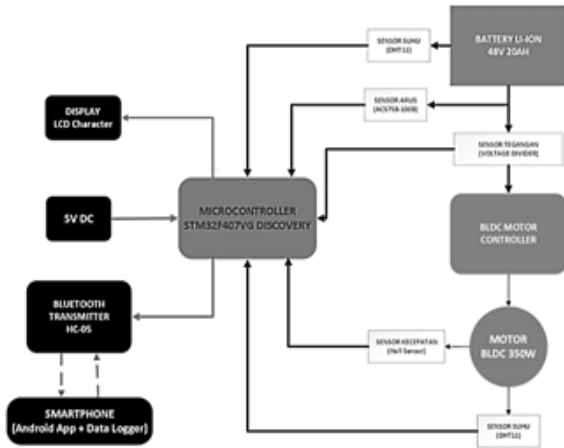 BATTERY LI-ION
48V 20AH
SENSOR SUHU
(DHT11)
SENSOR ARUS
(ACS758-100B)
DISPLAY
LCD Character
SENSOR TEGANGAN
(VOLTAGE DIVIDER)
MICROCONTROLLER
STM32F407VG DISCOVERY
5V DC
BLDC MOTOR
CONTROLLER
BLUETOOTH
TRANSMITTER
HC-05
SENSOR KECEPATAN
(Hall Sensor)
MOTOR
BLDC 350W
SMARTPHONE
(Android App + Data Logger)
SENSOR SUHU
(DHT11)